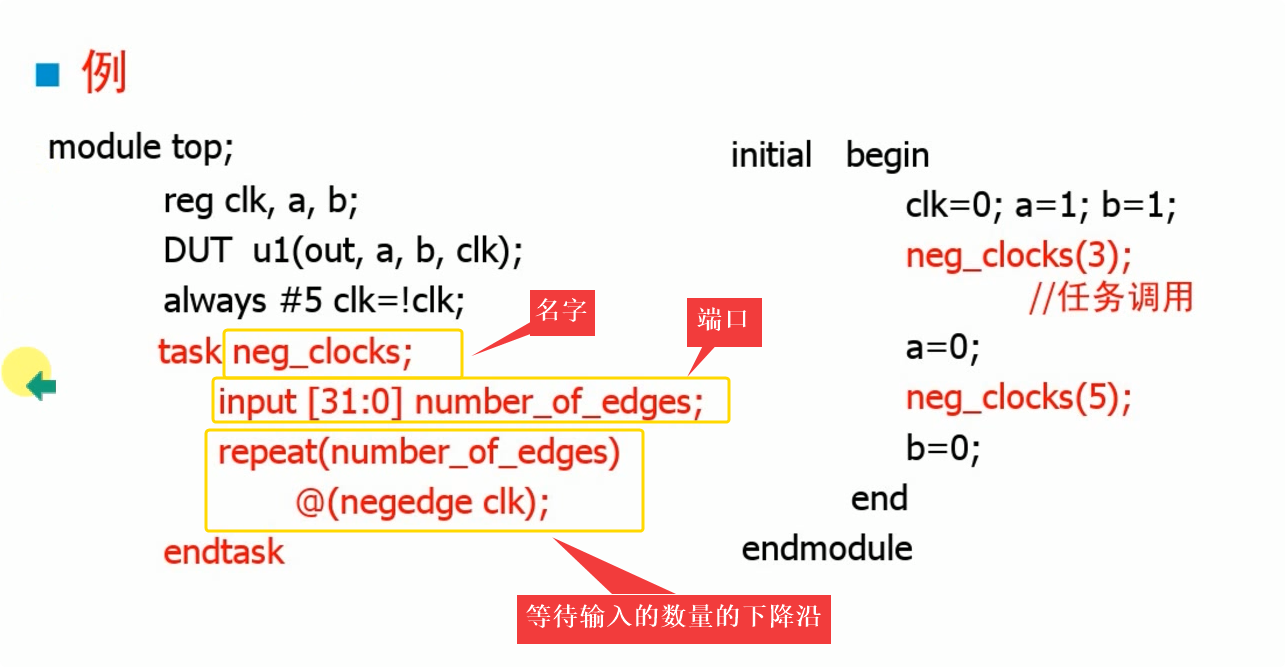 例
module top;
reg clk, a, b;
DUT u1(out, a, b, clk);
always #5 clk=!clk;
名字
端口
task neg_clocks;
input [31:0] number_of_edges;
repeat(number_of_edges)
@(negedge clk);
endtask
等待输入的数量的下降沿
initial begin
clk=0; a=1; b=1;
neg_clocks(3);
//任务调用
a=0;
neg_clocks(5);
b=0;
end
endmodule